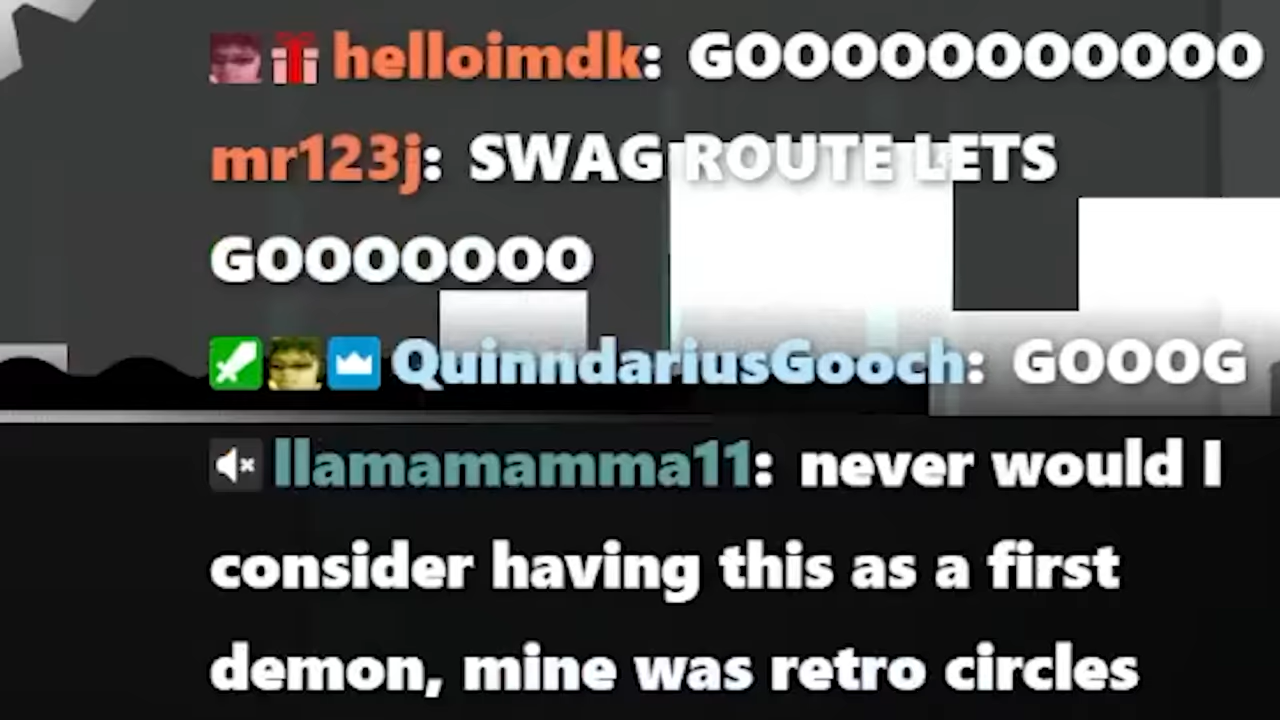 helloimdk: GOOOOOOOOOOOO
mr123j: SWAG ROUTE LETS
GOOOOOOO
QuinndariusGooch: GOOOG
llamamamma11: never would I
consider having this as a first
demon, mine was retro circles